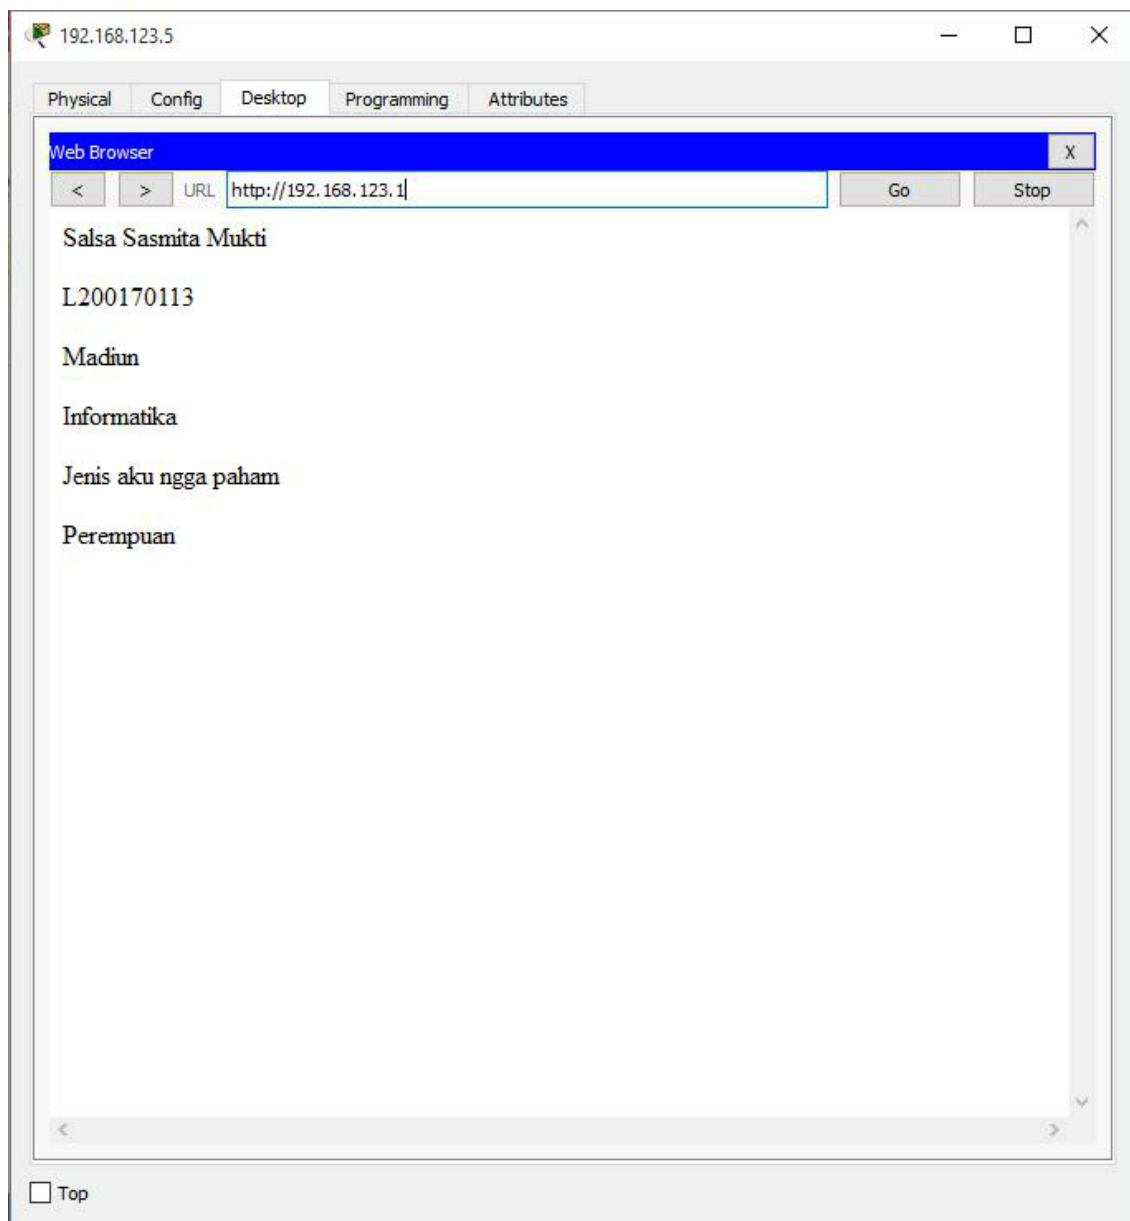 192.168.123.5
Physical Config Desktop Programming Attributes
Web Browser X
< > URL http://192.168.123.1 Go Stop
Salsa Sasmita Mukti
L200170113
Madiun
Informatika
Jenis aku ngga paham
Perempuan
Top